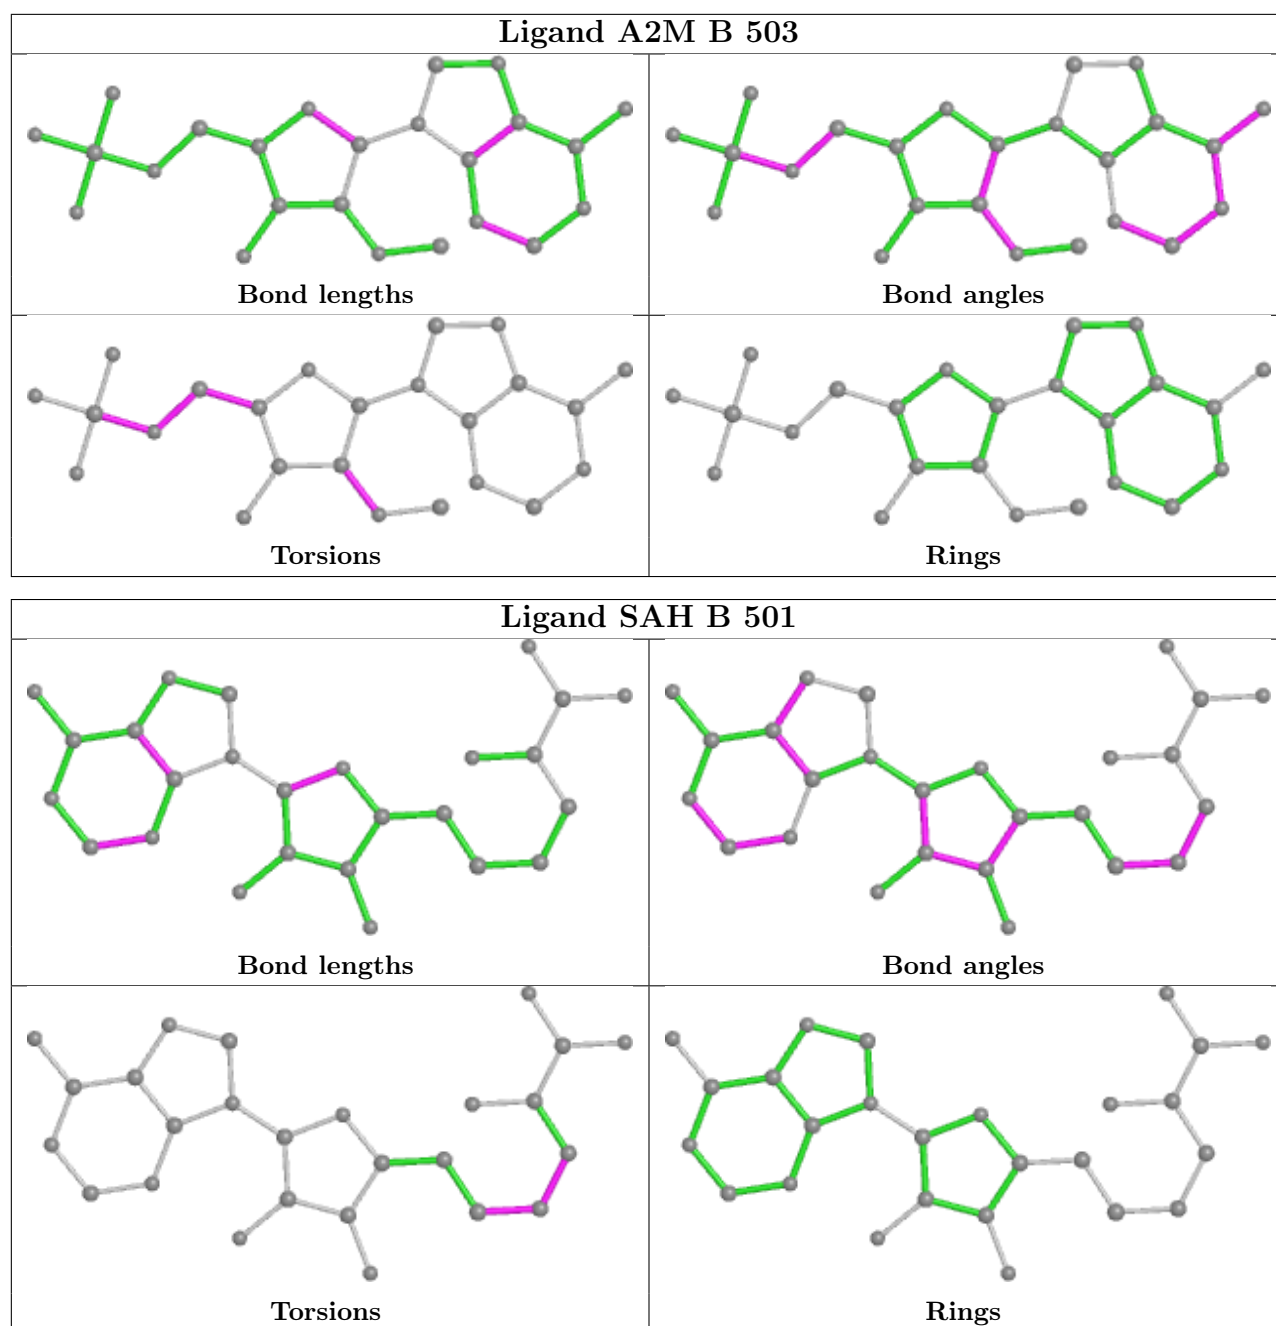 Ligand A2M B 503
Bond lengths
Bond angles
Torsions
Rings
Ligand SAH B 501
Bond lengths
Bond angles
Torsions
Rings